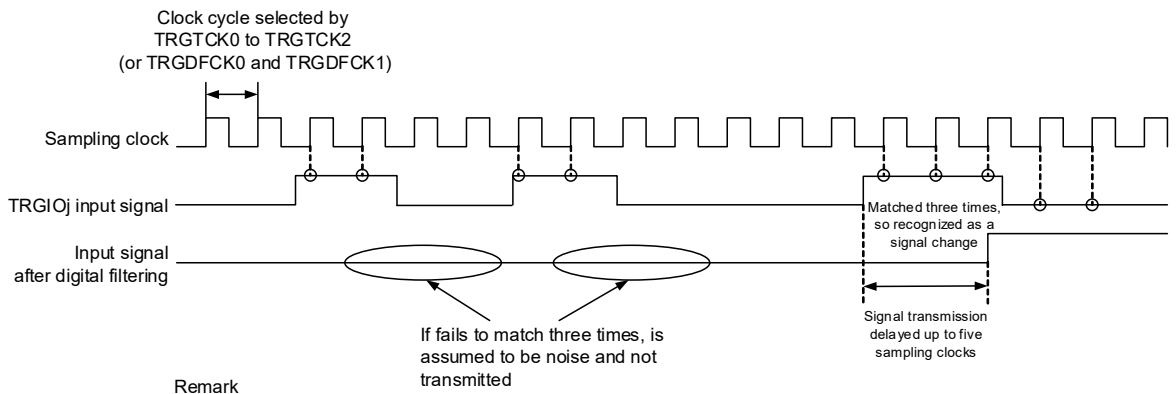 Clock cycle selected by
TRGTCK0 to TRGTCK2
(or TRGDFCK0 and TRGDFCK1)
Sampling clock
TRGIOj input signal
Matched three times,
so recognized as a
signal change
Input signal
after digital filtering
If fails to match three times, is
assumed to be noise and not
transmitted
Signal transmission
delayed up to five
sampling clocks
Remark